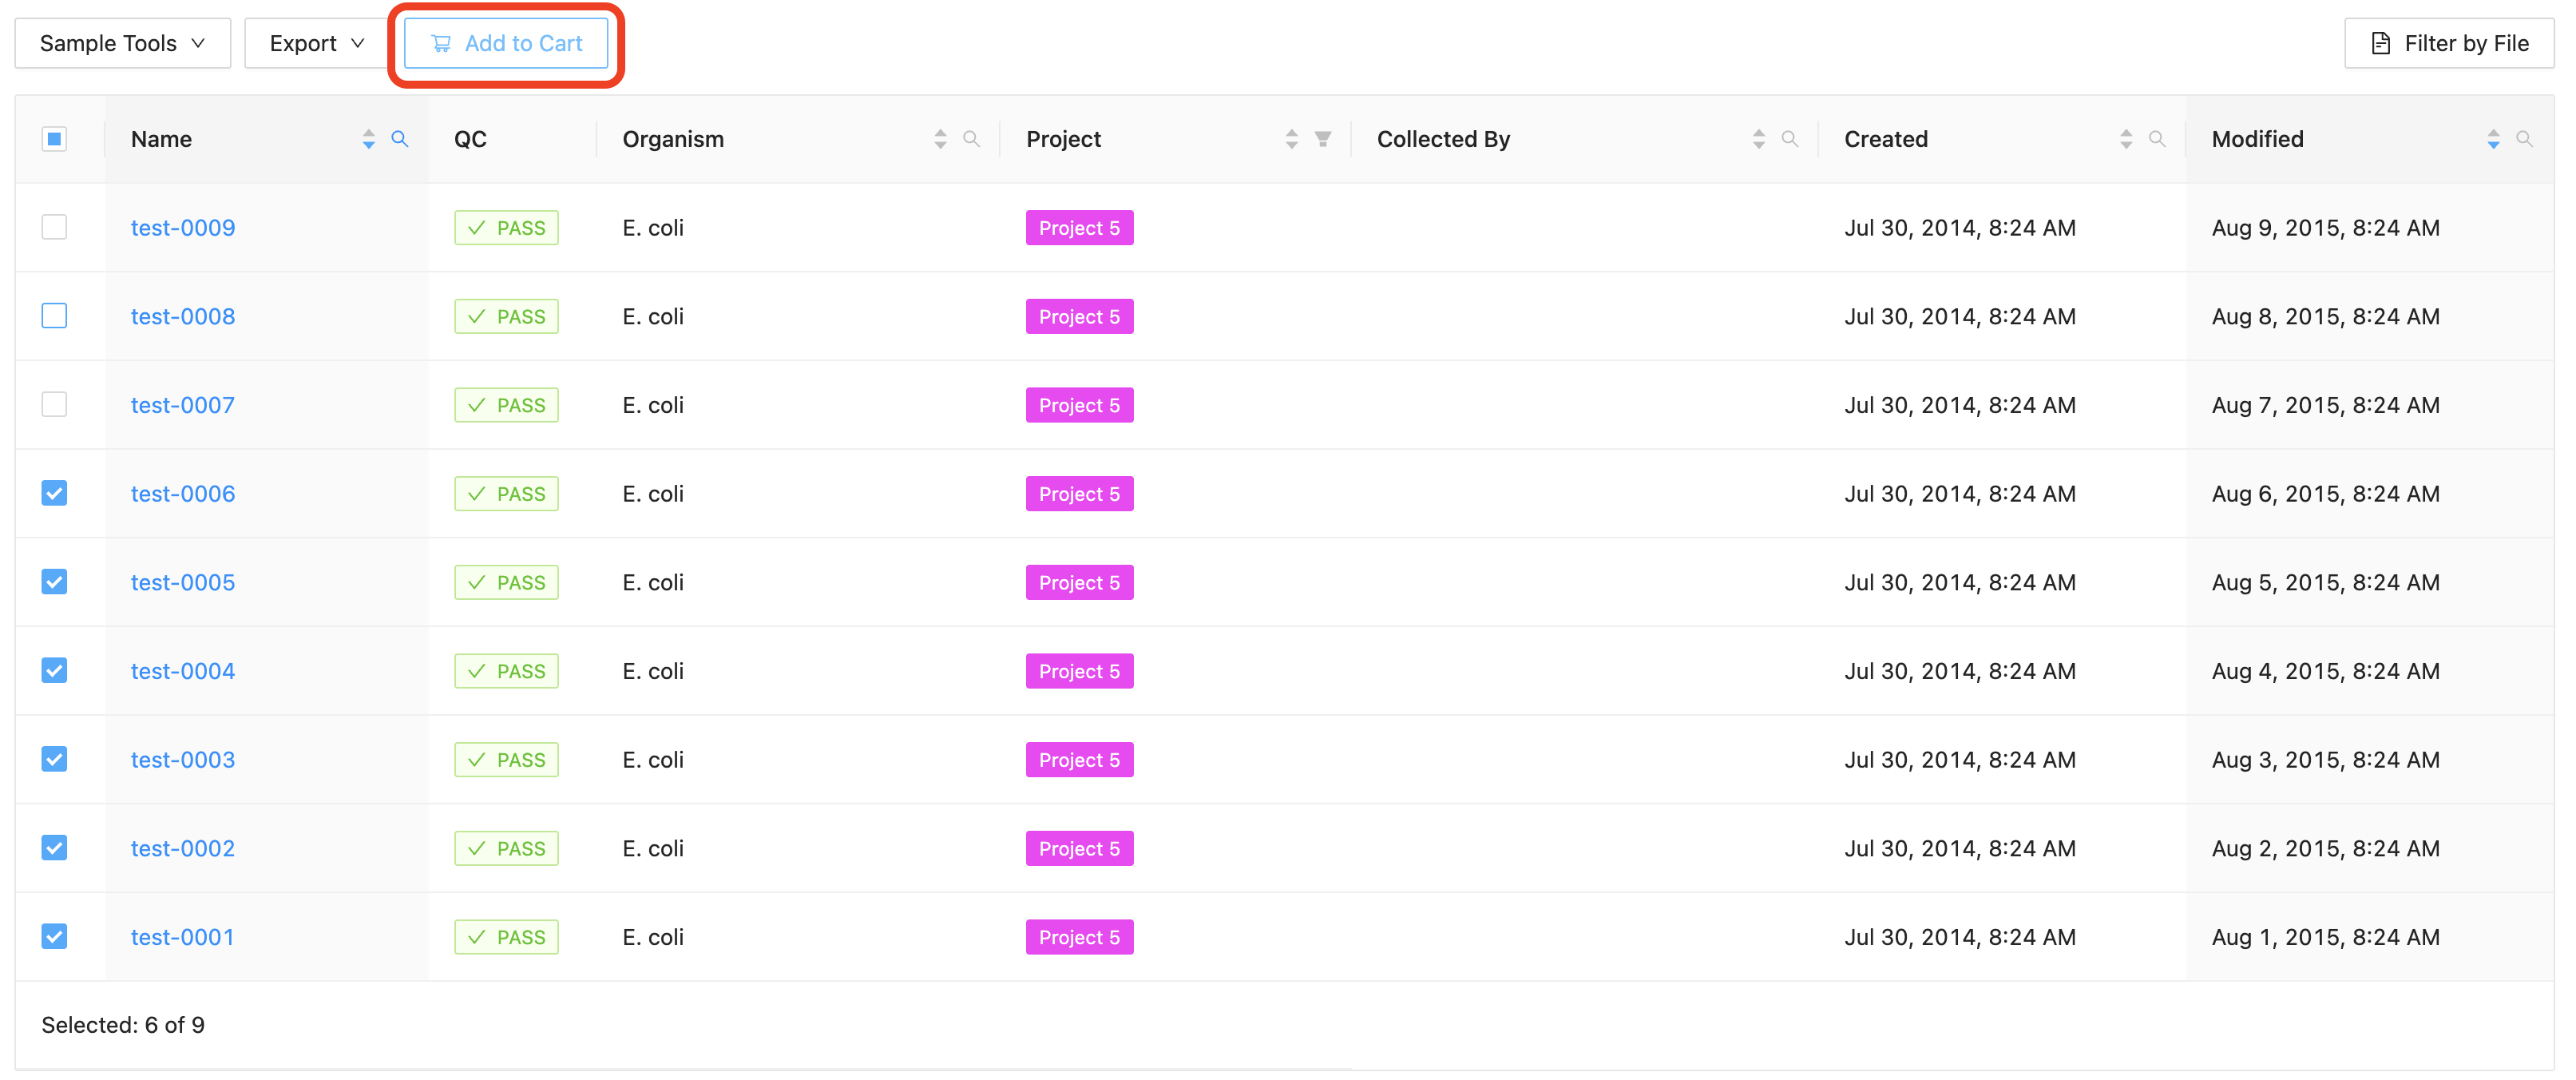 Sample Tools Export Add to Cart Filter by File
Name QC Organism Project Collected By Created Modified
test-0009 PASS E. coli Project 5 Jul 30, 2014, 8:24 AM Aug 9, 2015, 8:24 AM
test-0008 PASS E. coli Project 5 Jul 30, 2014, 8:24 AM Aug 8, 2015, 8:24 AM
test-0007 PASS E. coli Project 5 Jul 30, 2014, 8:24 AM Aug 7, 2015, 8:24 AM
test-0006 PASS E. coli Project 5 Jul 30, 2014, 8:24 AM Aug 6, 2015, 8:24 AM
test-0005 PASS E. coli Project 5 Jul 30, 2014, 8:24 AM Aug 5, 2015, 8:24 AM
test-0004 PASS E. coli Project 5 Jul 30, 2014, 8:24 AM Aug 4, 2015, 8:24 AM
test-0003 PASS E. coli Project 5 Jul 30, 2014, 8:24 AM Aug 3, 2015, 8:24 AM
test-0002 PASS E. coli Project 5 Jul 30, 2014, 8:24 AM Aug 2, 2015, 8:24 AM
test-0001 PASS E. coli Project 5 Jul 30, 2014, 8:24 AM Aug 1, 2015, 8:24 AM
Selected: 6 of 9